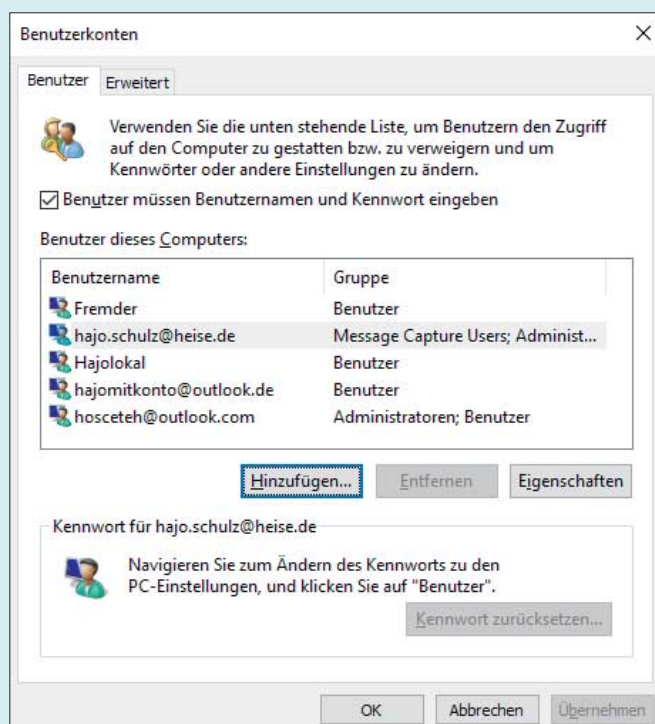 Benutzerkonten
Benutzer Erweitert
Verwenden Sie die unten stehende Liste, um Benutzern den Zugriff
auf den Computer zu gestatten bzw. zu verweigern und um
Kennwörter oder andere Einstellungen zu ändern.
Benutzer müssen Benutzernamen und Kennwort eingeben
Benutzer dieses Computers:
Benutzername Gruppe
Fremder Benutzer
hajo.schulz@heise.de Message Capture Users; Administ...
Hajolokal Benutzer
hajomitkonto@outlook.de Benutzer
hosceteh@outlook.com Administratoren; Benutzer
Hinzufügen... Entfernen Eigenschaften
Kennwort für hajo.schulz@heise.de
Navigieren Sie zum Ändern des Kennworts zu den
PC-Einstellungen, und klicken Sie auf "Benutzer".
Kennwort zurücksetzen...
OK Abbrechen Übernehmen